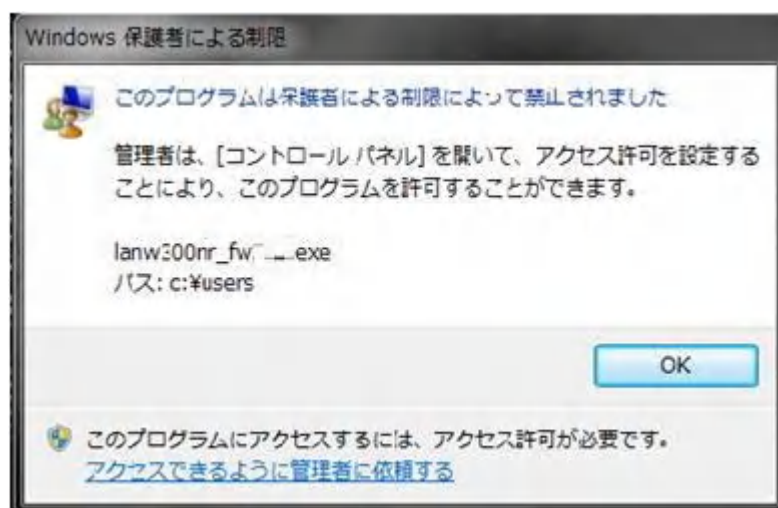 Windows 保護者による制限
このプログラムは保護者による制限によって禁止されました
管理者は、[コントロール パネル] を開いて、アクセス許可を設定する
ことにより、このプログラムを許可することができます。
lanw300nr_fw exe
パス: c:¥users
OK
このプログラムにアクセスするには、アクセス許可が必要です。
アクセスできるように管理者に依頼する